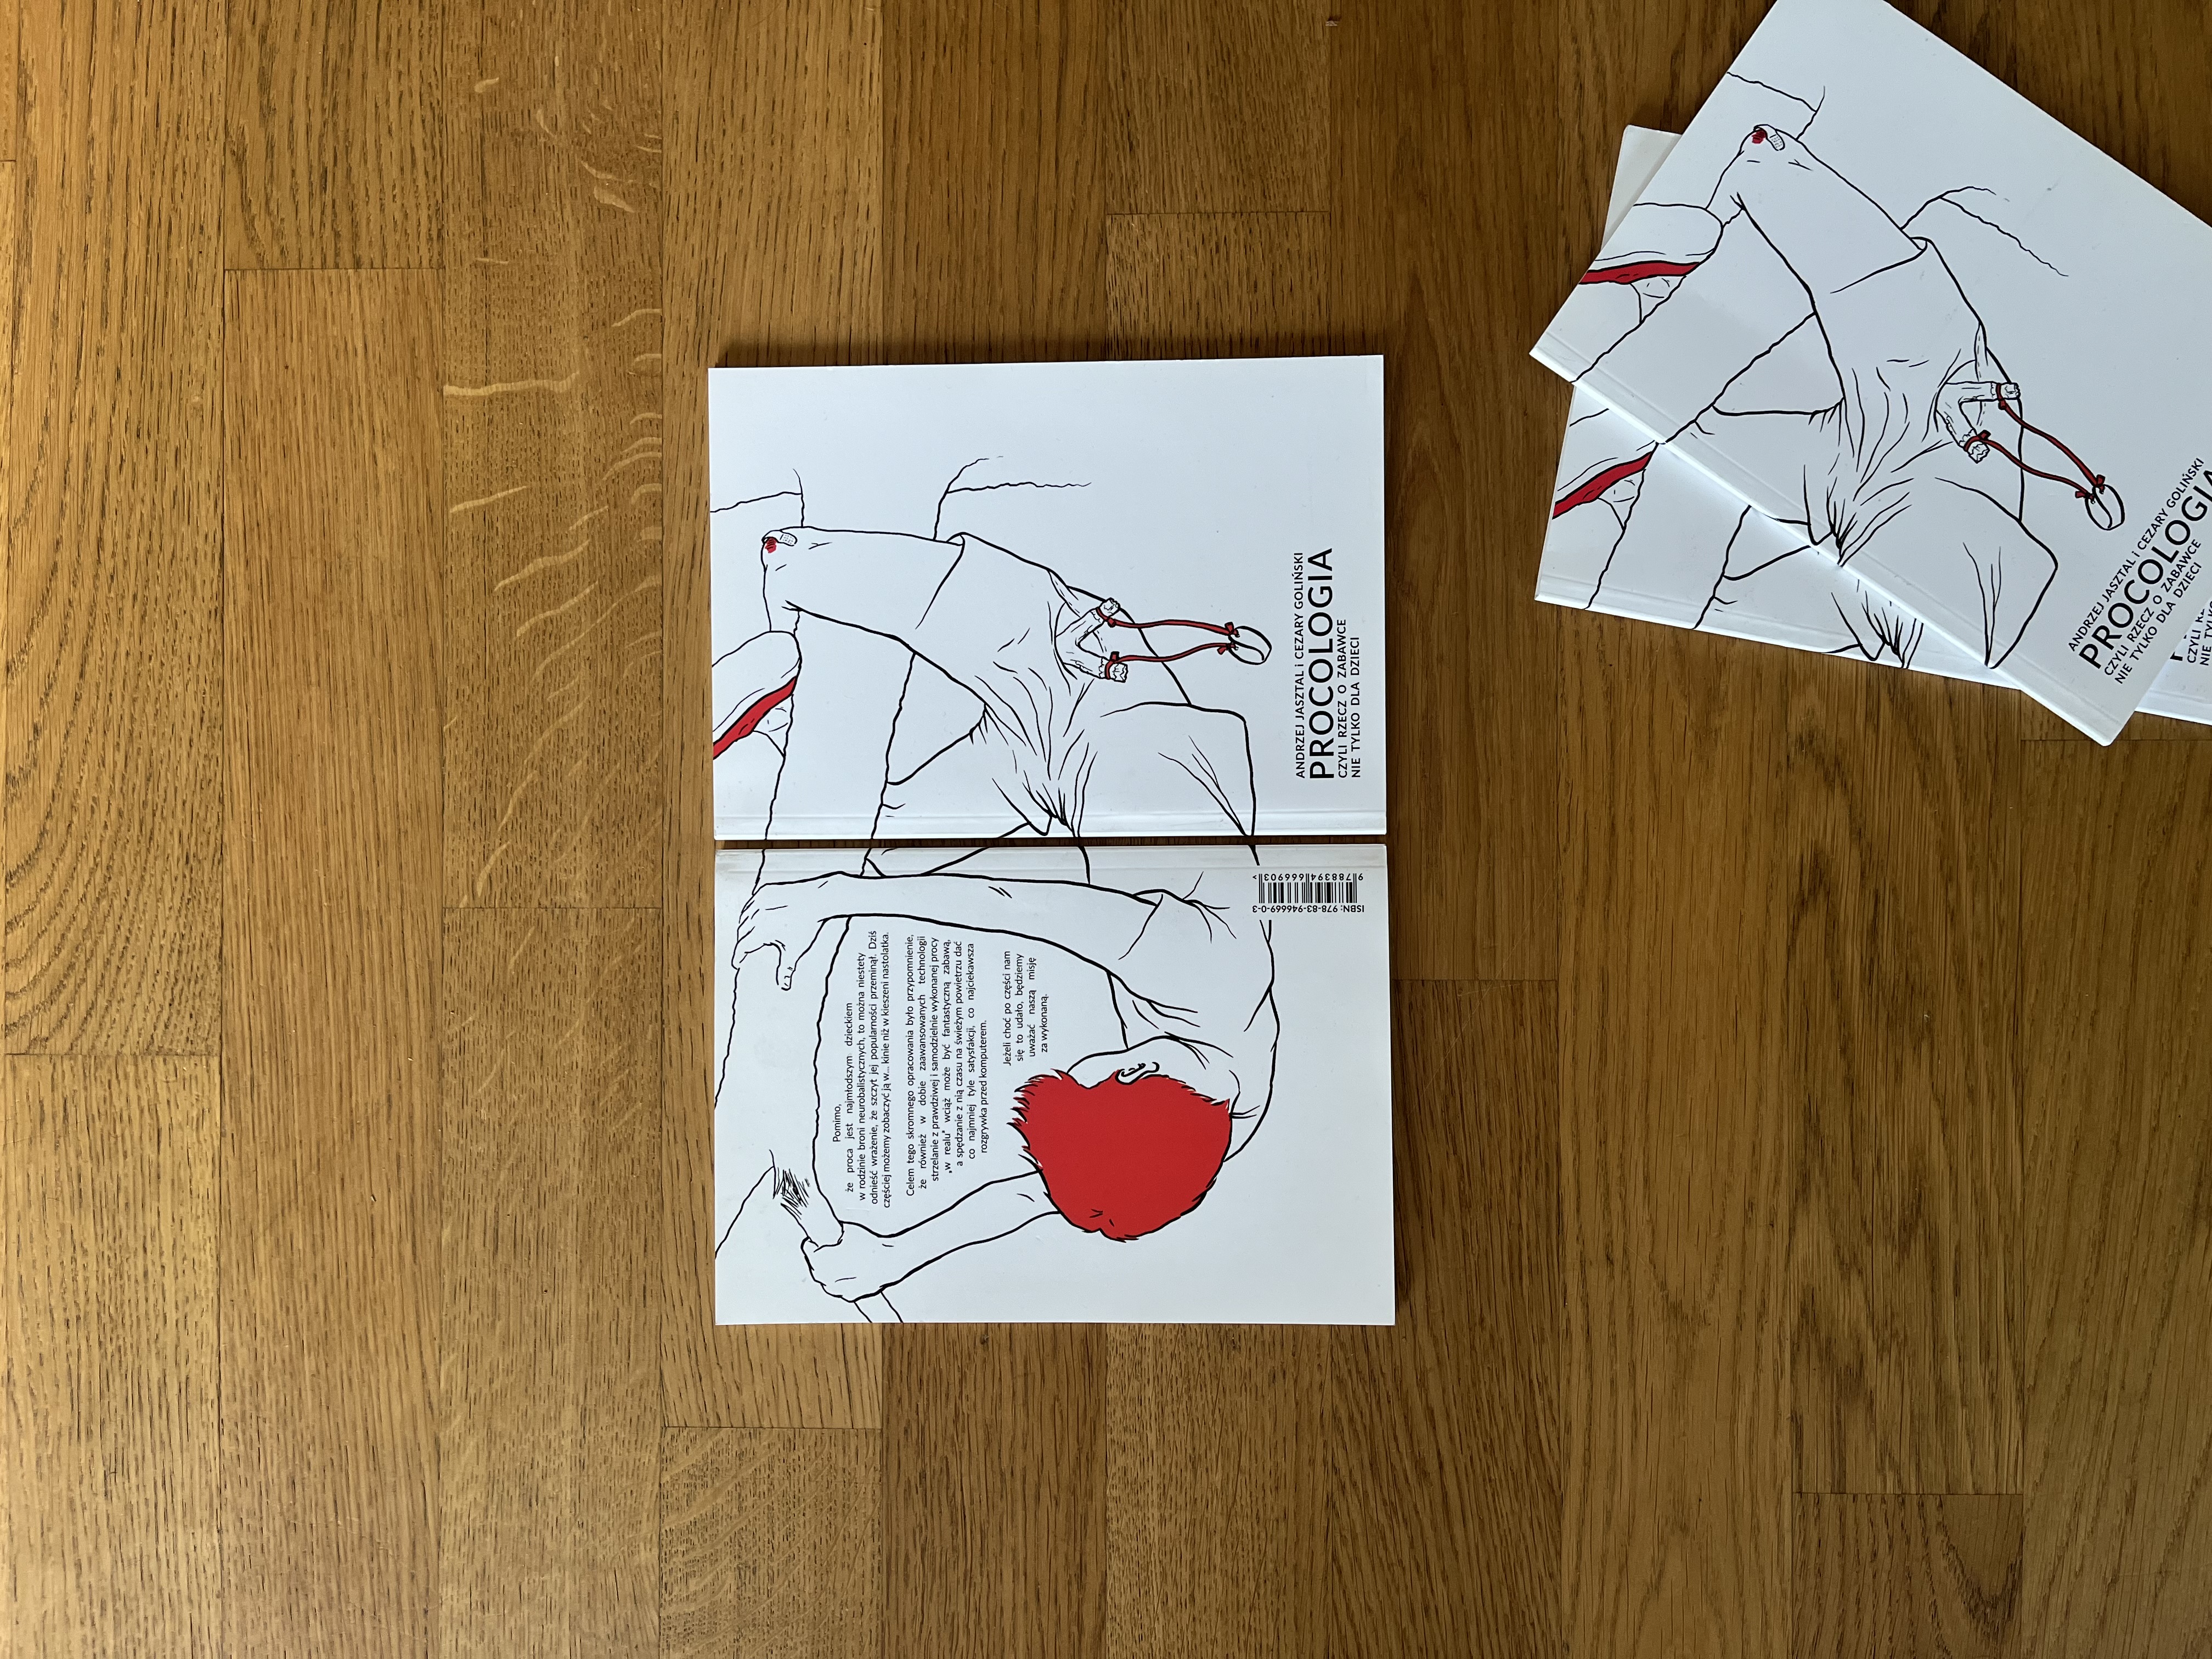 Pomimo,
że proca jest najmłodszym dzieckiem
w rodzinie broni neurobalistycznych, to można niestety
odnieść wrażenie, że szczyt jej popularności przeminął. Dziś
częściej możemy zobaczyć ją w... kinie niż w kieszeni nastolatka.
Celem tego skromnego opracowania było przypomnienie,
że również w dobie zaawansowanych technologii
strzelanie z prawdziwej i samodzielnie wykonanej procy
„w realu” wciąż może być fantastyczną zabawą,
a spędzanie z nią czasu na świeżym powietrzu dać
co najmniej tyle satysfakcji, co najciekawsza
rozgrywka przed komputerem.
Jeżeli choć po części nam
się to udało, będziemy
uważać naszą misję
za wykonaną.
ISBN: 978-83-946669-0-3
9 788394 666903 >
ANDRZEJ JASZTAL i CEZARY GOLIŃSKI
PROCOLOGIA
CZYLI RZECZ O ZABAWCE
NIE TYLKO DLA DZIECI
ANDRZEJ JASZTAL i CEZARY GOLIŃSKI
PROCOLOGIA
CZYLI RZECZ O ZABAWCE
NIE TYLKO DLA DZIECI
CZYLI RZ
NIE TYLKO